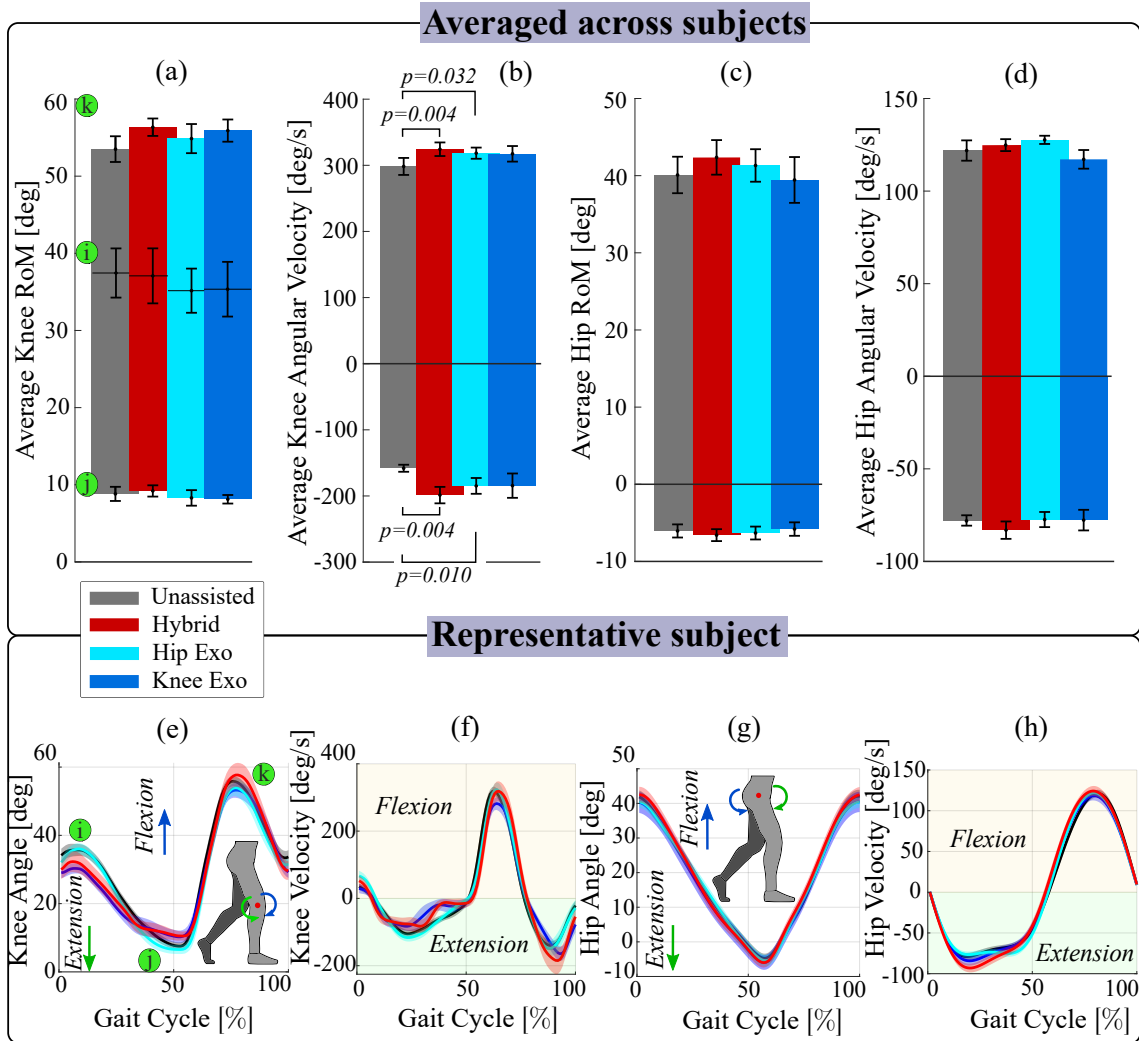 Averaged across subjects
(a)
(b)
(c)
(d)
Average Knee RoM [deg]
60
50
40
30
20
10
0
k
i
j
Average Knee Angular Velocity [deg/s]
400
300
200
100
0
-100
-200
-300
p=0.032
p=0.004
p=0.004
p=0.010
Average Hip RoM [deg]
50
40
30
20
10
0
-10
Average Hip Angular Velocity [deg/s]
150
100
50
0
-50
-100
Unassisted
Hybrid
Hip Exo
Knee Exo
Representative subject
(e)
(f)
(g)
(h)
Knee Angle [deg]
60
40
20
0
i
j
k
Flexion
Extension
0
50
100
Gait Cycle [%]
Knee Velocity [deg/s]
400
200
0
-200
Flexion
Extension
0
50
100
Gait Cycle [%]
Hip Angle [deg]
50
40
30
20
10
0
-10
Flexion
Extension
0
50
100
Gait Cycle [%]
Hip Velocity [deg/s]
150
100
50
0
-50
-100
Flexion
Extension
0
50
100
Gait Cycle [%]